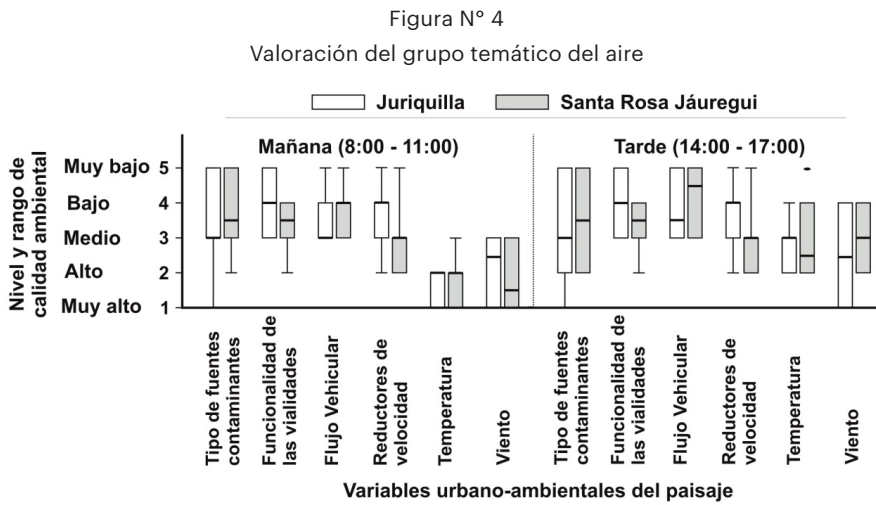 Figura N° 4
Valoración del grupo temático del aire
Juriquilla
Santa Rosa Jáuregui
Nivel y rango de
calidad ambiental
Muy bajo 5
Bajo 4
Medio 3
Alto 2
Muy alto 1
Mañana (8:00 - 11:00)
Tarde (14:00 - 17:00)
Tipo de fuentes
contaminantes
Funcionalidad de
las vialidades
Flujo Vehicular
Reductores de
velocidad
Temperatura
Viento
Tipo de fuentes
contaminantes
Funcionalidad de
las vialidades
Flujo Vehicular
Reductores de
velocidad
Temperatura
Viento
Variables urbano-ambientales del paisaje